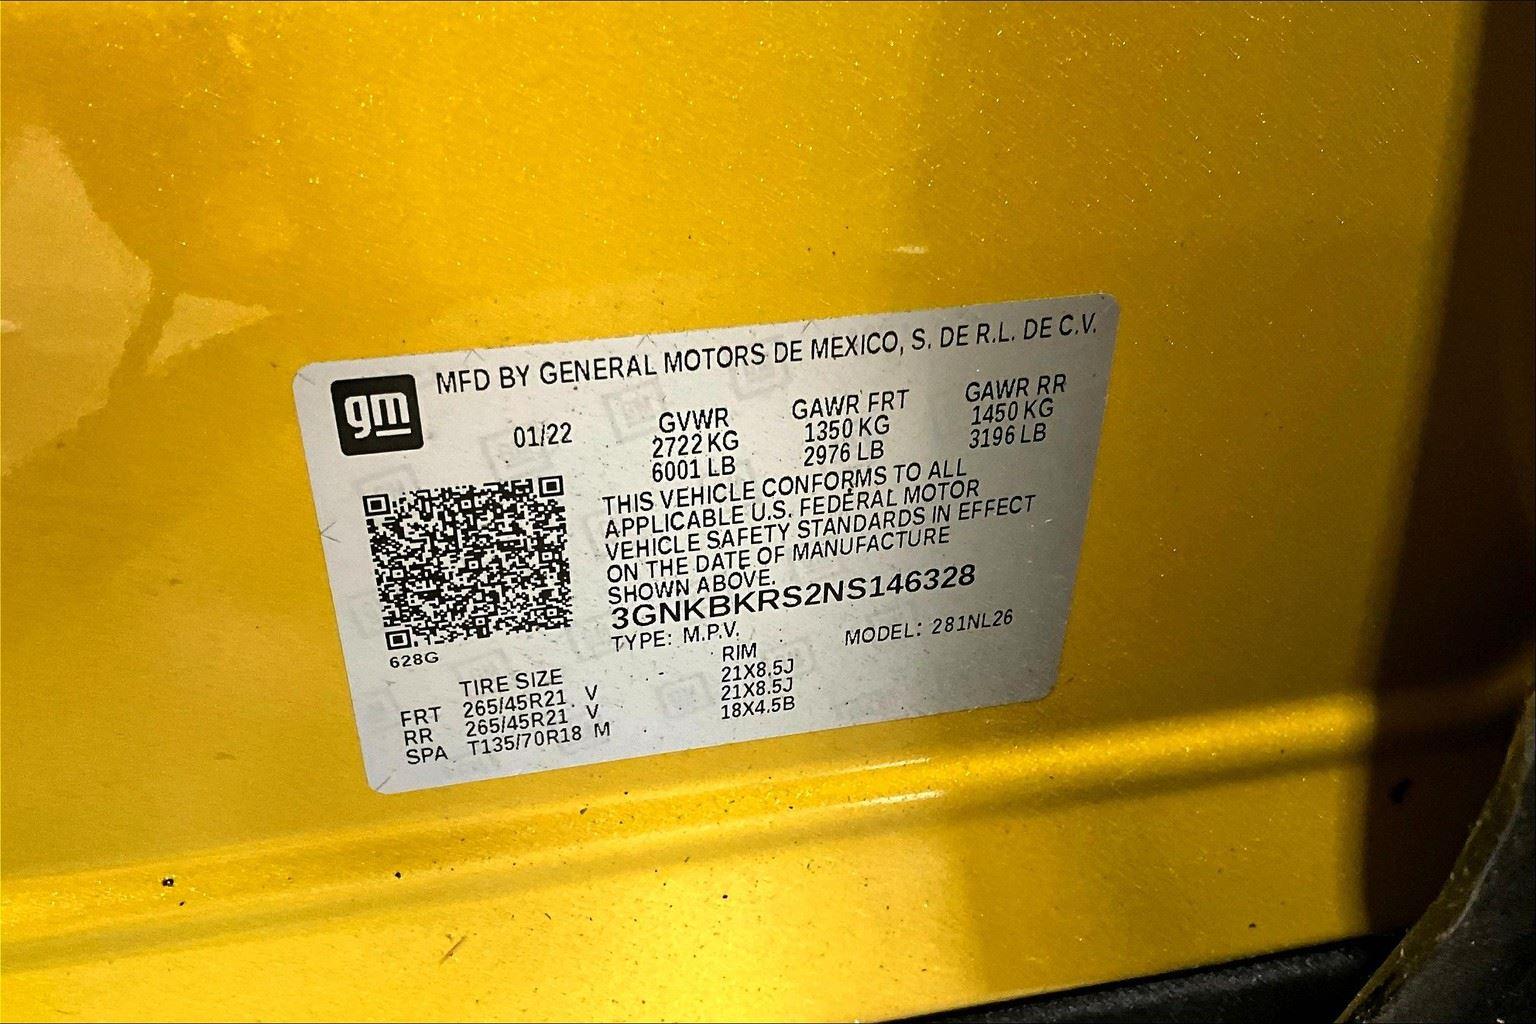 MFD BY GENERAL MOTORS DE MEXICO, S. DE R.L. DE C.V.
gm
01/22
GVWR GAWR FRT GAWR RR
2722 KG 1350 KG 1450 KG
6001 LB 2976 LB 3196 LB
THIS VEHICLE CONFORMS TO ALL
APPLICABLE U.S. FEDERAL MOTOR
VEHICLE SAFETY STANDARDS IN EFFECT
ON THE DATE OF MANUFACTURE
SHOWN ABOVE.
3GNKBKRS2NS146328
TYPE: M.P.V. MODEL: 281NL26
628G
TIRE SIZE RIM
FRT 265/45R21 V 21X8.5J
RR 265/45R21 V 21X8.5J
SPA T135/70R18 M 18X4.5B